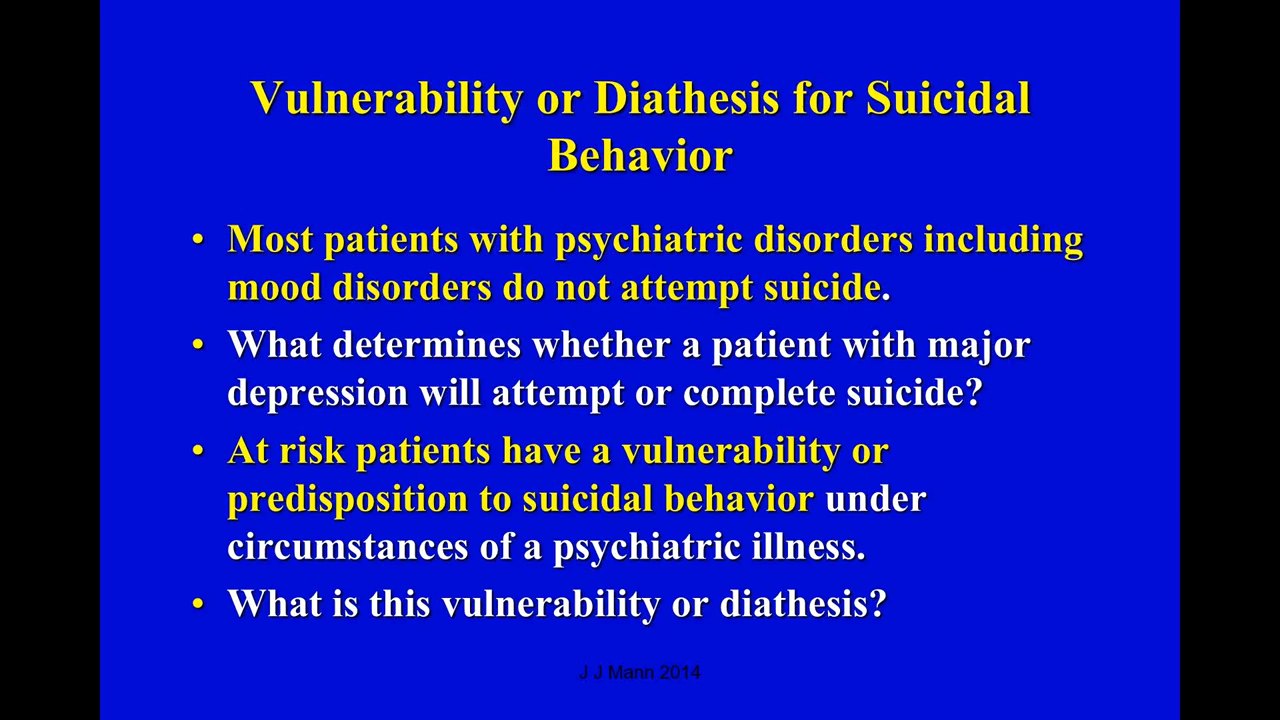 Vulnerability or Diathesis for Suicidal
Behavior
• Most patients with psychiatric disorders including
mood disorders do not attempt suicide.
• What determines whether a patient with major
depression will attempt or complete suicide?
• At risk patients have a vulnerability or
predisposition to suicidal behavior under
circumstances of a psychiatric illness.
• What is this vulnerability or diathesis?
J J Mann 2014